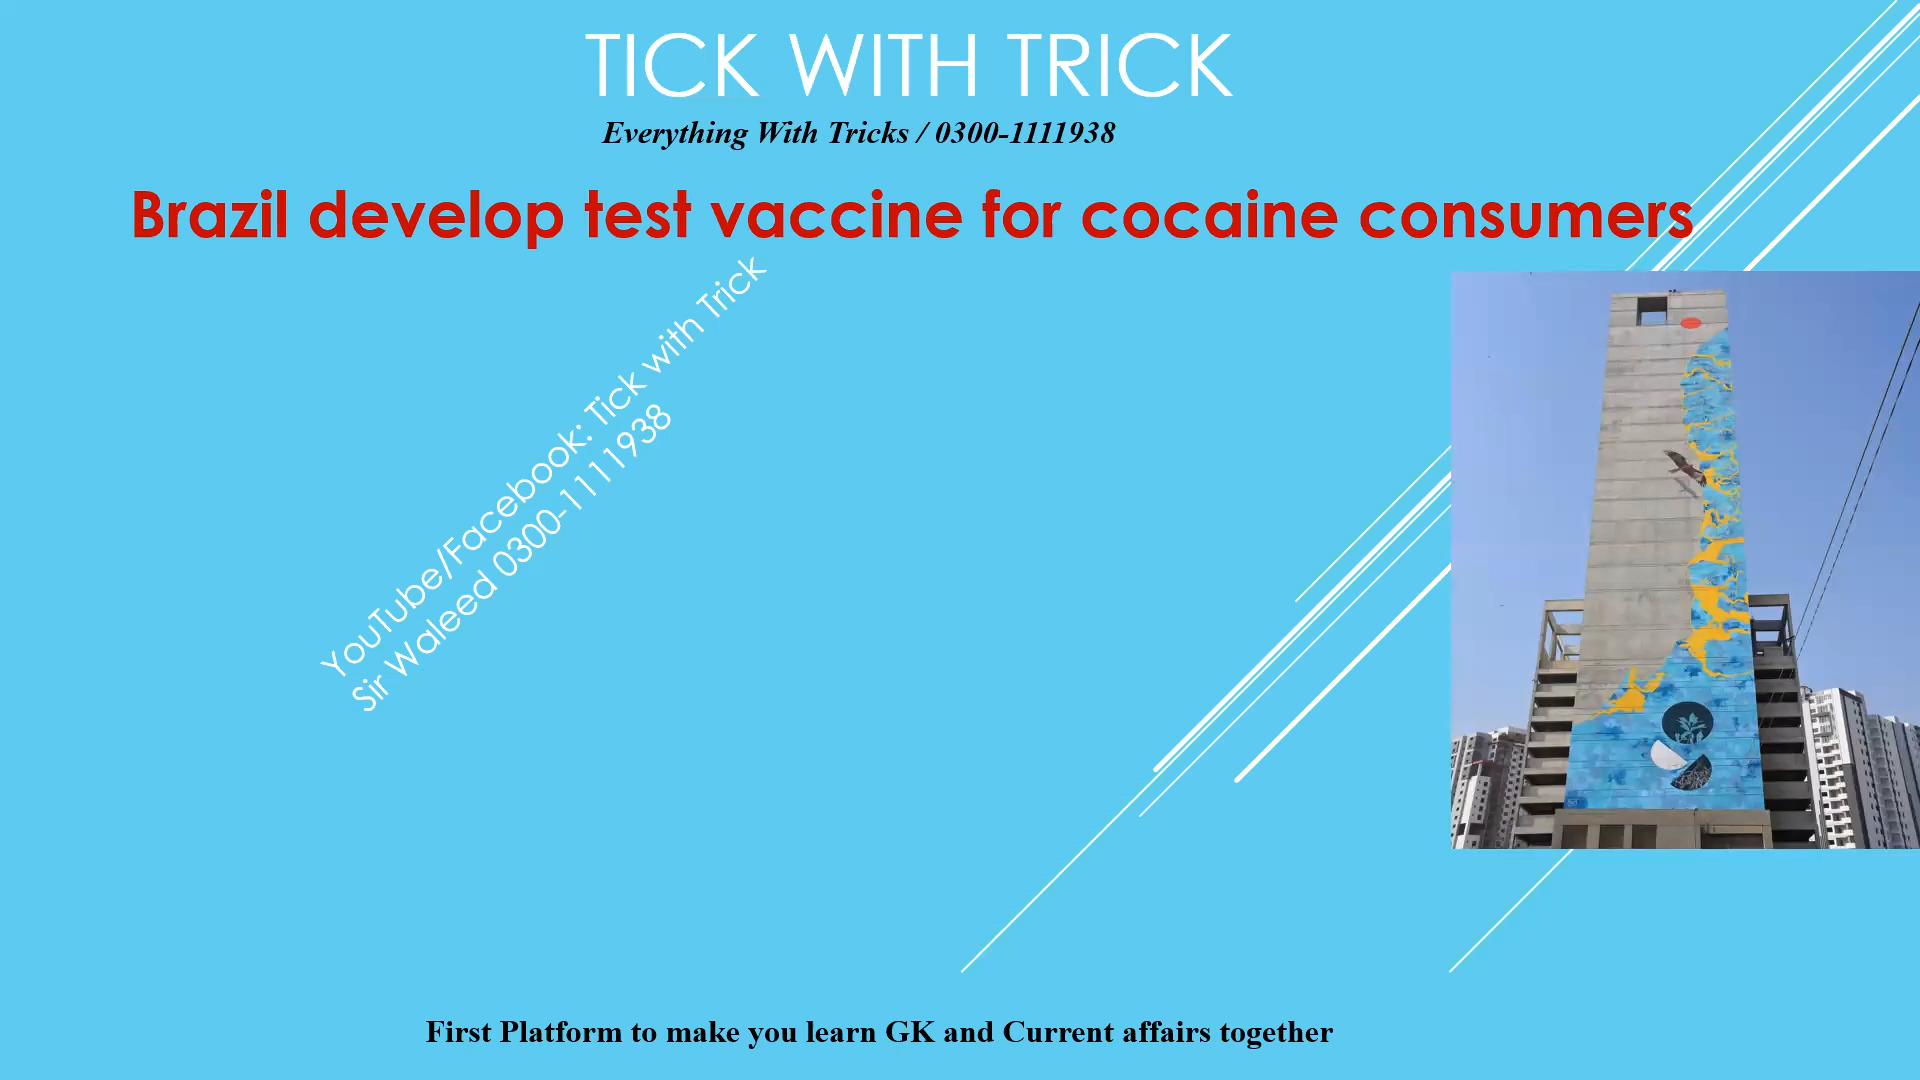 TICK WITH TRICK
Everything With Tricks / 0300-1111938
Brazil develop test vaccine for cocaine consumers
YouTube/Facebook: Tick with Trick
Sir Waleed 0300-1111938
First Platform to make you learn GK and Current affairs together